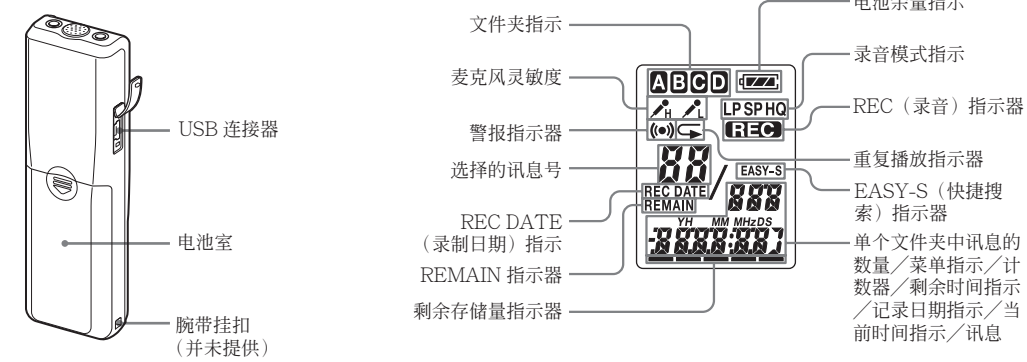 USB 连接器
电池室
腕带挂扣
（并未提供）
文件夹指示
麦克风灵敏度
警报指示器
选择的讯息号
REC DATE
（录制日期）指示
REMAIN 指示器
剩余存储量指示器
ABCD
H L
LP SP HQ
REC
EASY-S
REC DATE
REMAIN
YH MM MHzDS
电池余量指示
录音模式指示
REC（录音）指示器
重复播放指示器
EASY-S（快捷搜
索）指示器
单个文件夹中讯息的
数量／菜单指示／计
数器／剩余时间指示
／记录日期指示／当
前时间指示／讯息